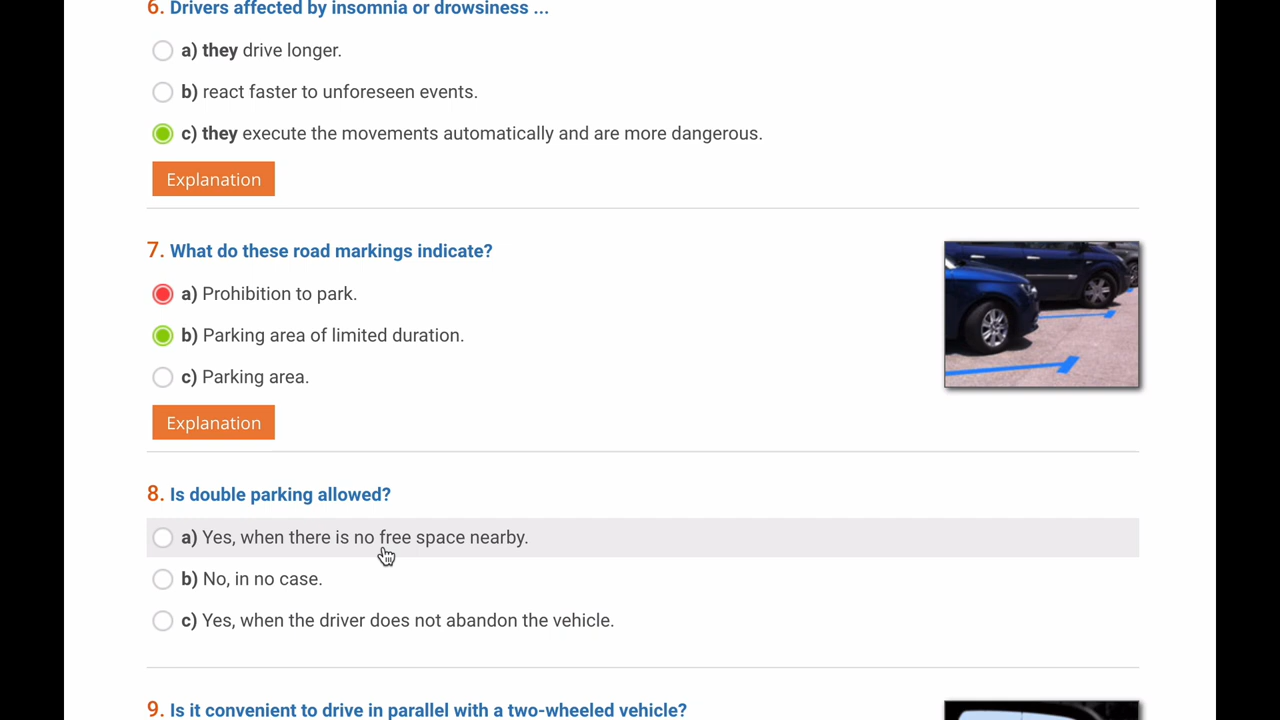 6. Drivers affected by insomnia or drowsiness ...
a) they drive longer.
b) react faster to unforeseen events.
c) they execute the movements automatically and are more dangerous.
Explanation
7. What do these road markings indicate?
a) Prohibition to park.
b) Parking area of limited duration.
c) Parking area.
Explanation
8. Is double parking allowed?
a) Yes, when there is no free space nearby.
b) No, in no case.
c) Yes, when the driver does not abandon the vehicle.
9. Is it convenient to drive in parallel with a two-wheeled vehicle?